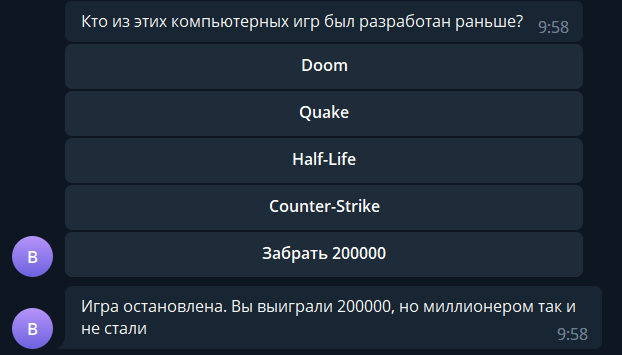 Кто из этих компьютерных игр был разработан раньше? 9:58
Doom
Quake
Half-Life
Counter-Strike
В
Забрать 200000
Игра остановлена. Вы выиграли 200000, но миллионером так и
не стали
В
9:58